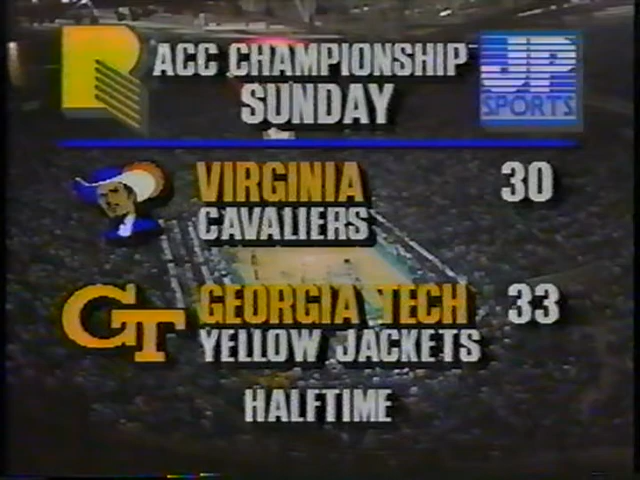 R
ACC CHAMPIONSHIP
SUNDAY
JP
SPORTS
VIRGINIA 30
CAVALIERS
GT
GEORGIA TECH 33
YELLOW JACKETS
HALFTIME